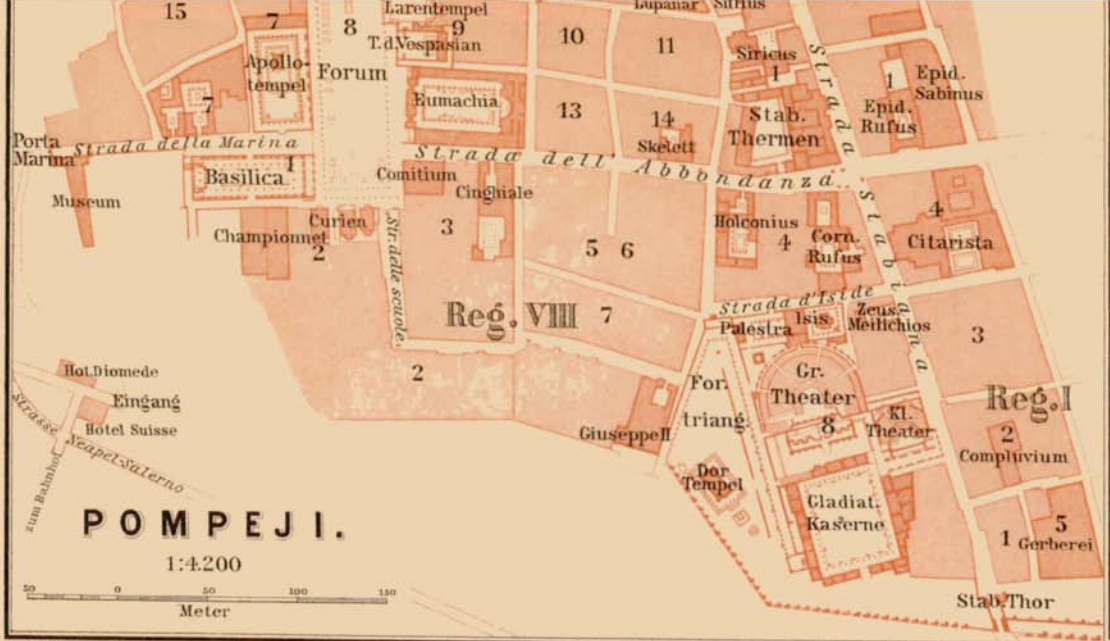 15
7
8
Larentempel
9
T.d.Vespasian
10
11
Lupanar
Sirius
Siricus
1
Strada
Stabiana
1
Epid.
Sabinus
Epid.
Rufus
Apollo-
tempel
Forum
7
Eumachia
13
14
Skelett
Stab.
Thermen
Porta
Marina
Strada della Marina
Strada dell' Abbondanza
Basilica
1
Comitium
Cinghiale
Museum
Championnet
2
Curien
3
5
6
Holconius
4
Corn.
Rufus
4
Citarista
Str. delle scuole.
Reg. VIII
7
Strada d'Iside
Palestra
Isis
Zeus.
Meilichios
3
2
Hot.Diomede
Eingang
Hotel Suisse
Strasse Neapel-Salerno
zum Bahnhof
For.
triang.
Gr.
Theater
8
Kl.
Theater
Reg. I
2
Compluvium
Giuseppe II
Dor.
Tempel
Gladiat.
Kaserne
1
5
Gerberei
Stab.Thor
POMPEJI.
1:4.200
50
0
50
100
150
Meter